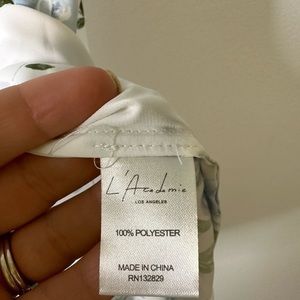 L'Academie
LOS ANGELES
100% POLYESTER
MADE IN CHINA
RN132829